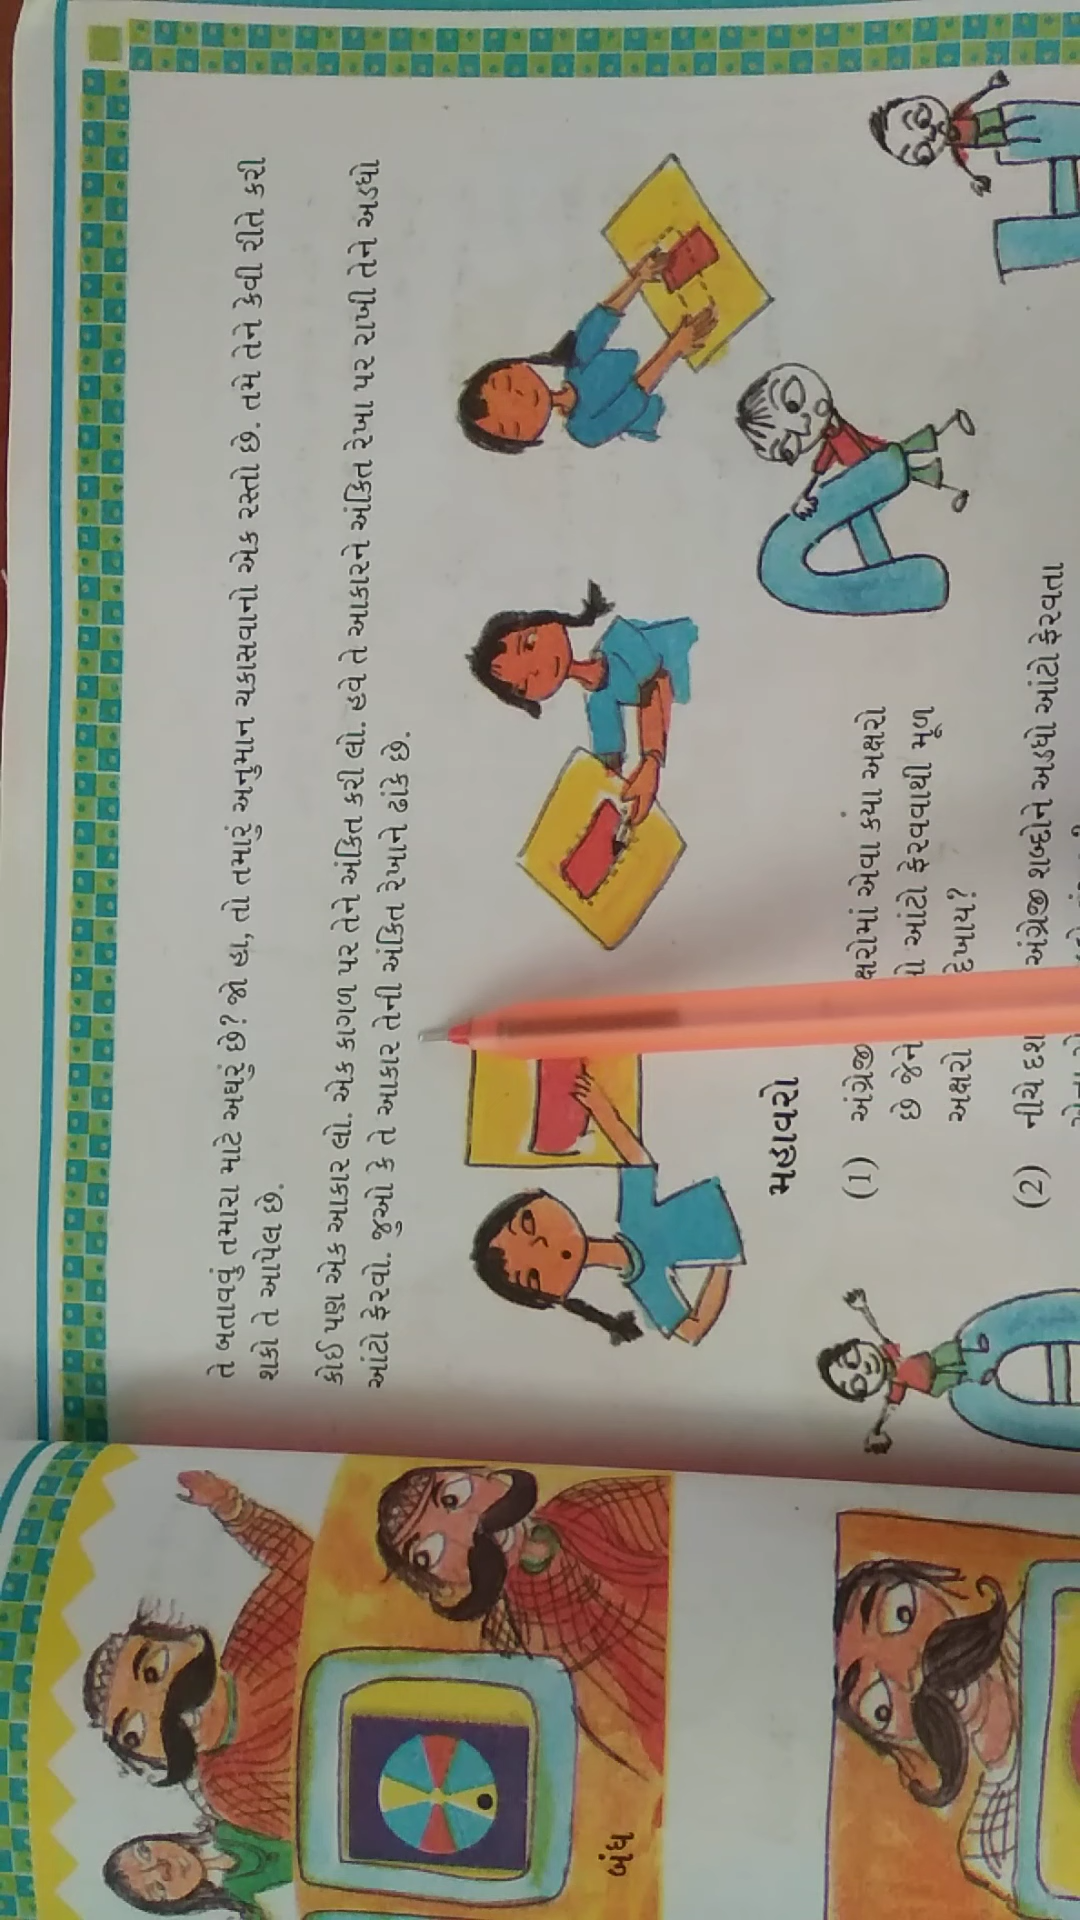 તે બતાવવું તમારા માટે અઘરું છે? જો હા, તો તમારું અનુમાન ચકાસવાનો એક રસ્તો છે. તમે તેને કેવી રીતે કરી
શકો તે આપેલ છે.
કોઈ પણ એક આકાર લો. એક કાગળ પર તેને અંકિત કરી લો. હવે તે આકારને અંકિત રેખા પર રાખી તેને અડધો
આંટો ફેરવો. જુઓ કે તે આકાર તેની અંકિત રેખાને ઢાંકે છે.
મહાવરો
(1) અંગ્રેજી ક્ષરોમાં એવા કયા અક્ષરો
છે જેને આંટો ફેરવવાથી મૂળ
અક્ષરો દેખાય?
(2) નીચે દશ અંગ્રેજી શબ્દોને અડધો આંટો ફેરવતા
બંધ